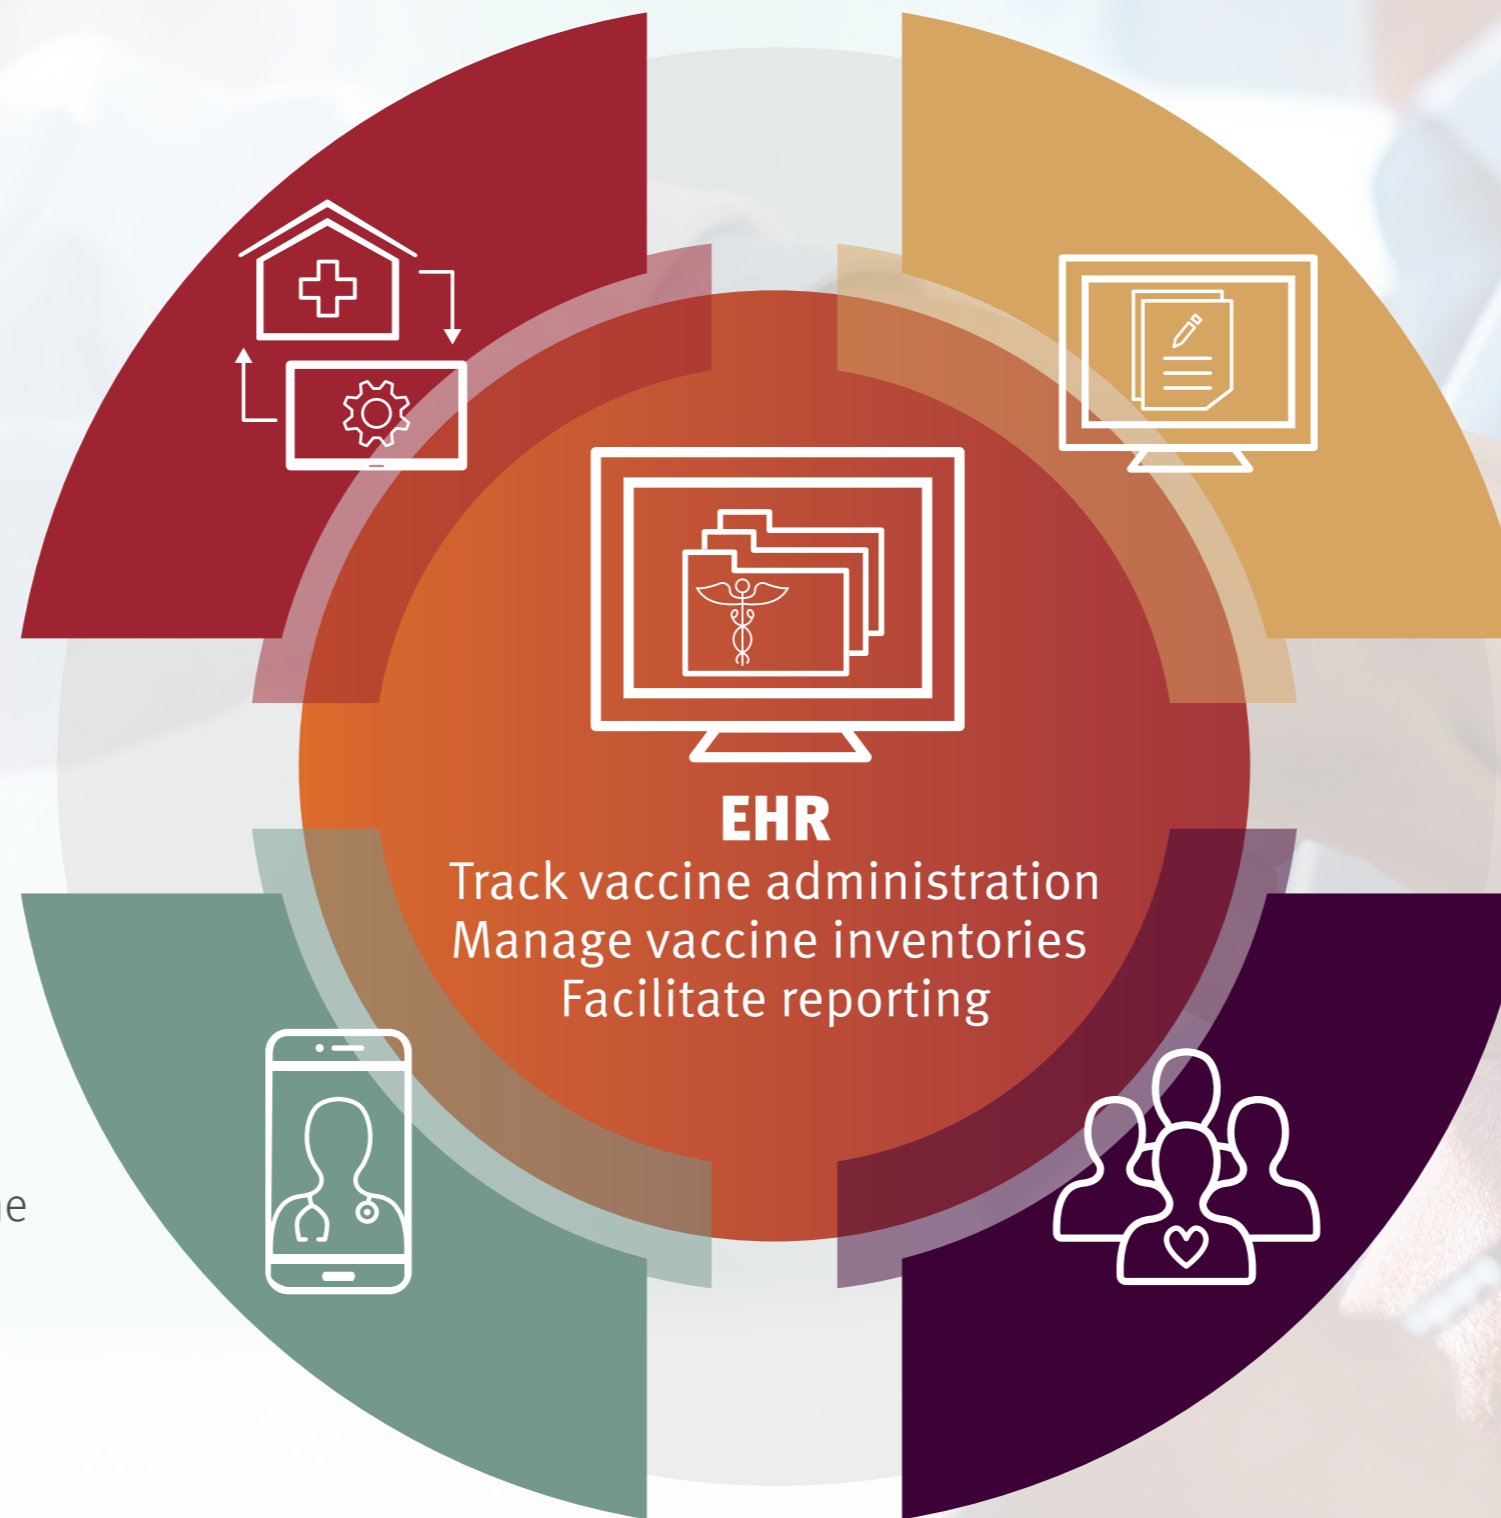 EHR
Track vaccine administration
Manage vaccine inventories
Facilitate reporting